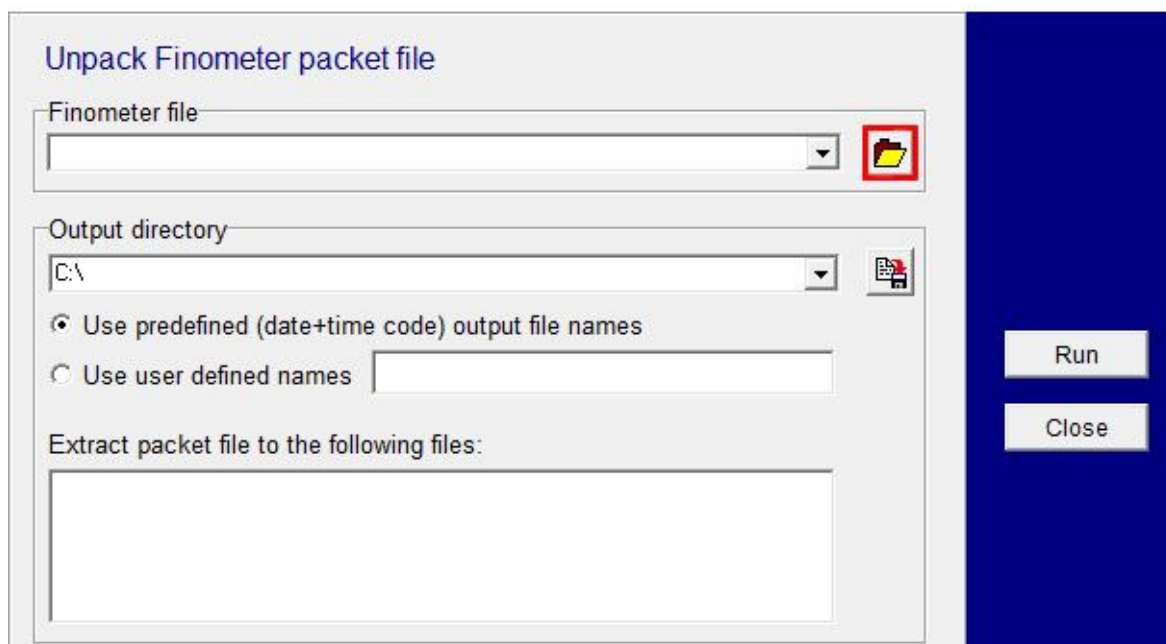 Unpack Finometer packet file
Finometer file
Output directory
C:\
Use predefined (date+time code) output file names
Use user defined names
Extract packet file to the following files:
Run
Close